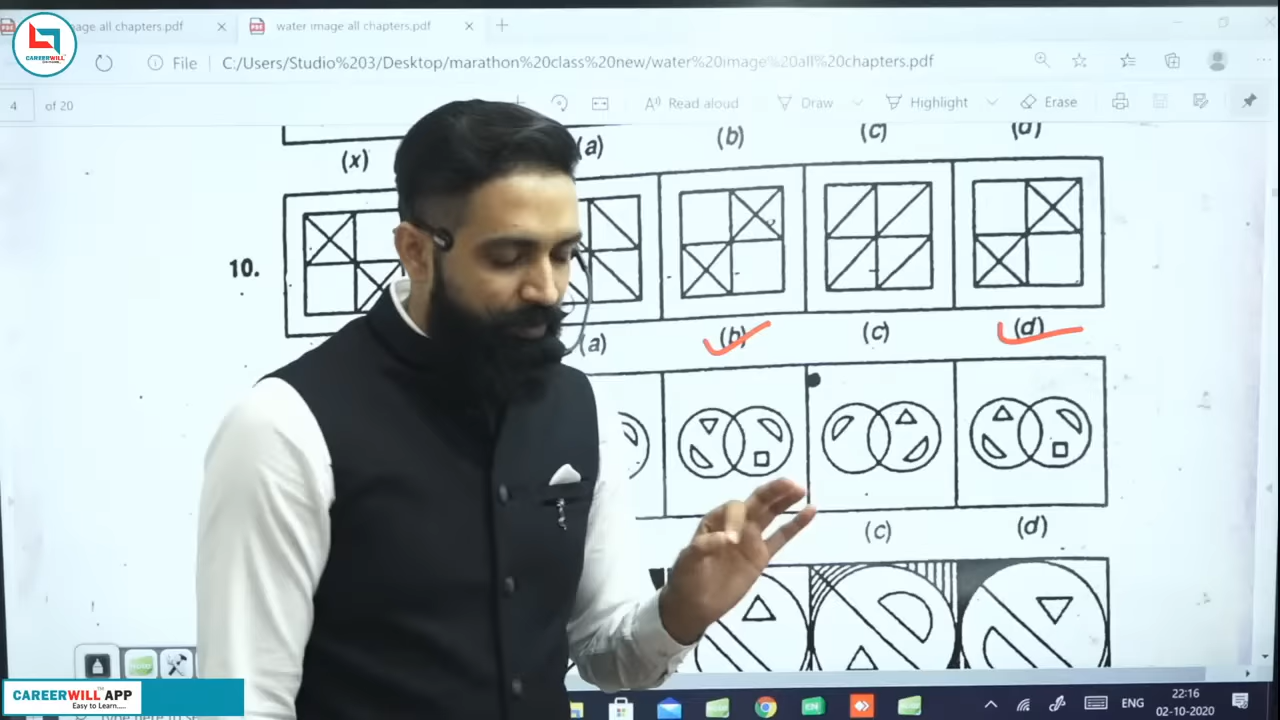 age all chapters.pdf
water image all chapters.pdf
CAREERWILL
File C:/Users/Studio%203/Desktop/marathon%20class%20new/water%20image%20all%20chapters.pdf
4 of 20
Read aloud Draw Highlight Erase
(x) (a) (b) (c) (d)
10.
(a) (b) (c) (d)
(c) (d)
CAREERWILL APP
Easy to Learn.....
ENG
22:16
02-10-2020